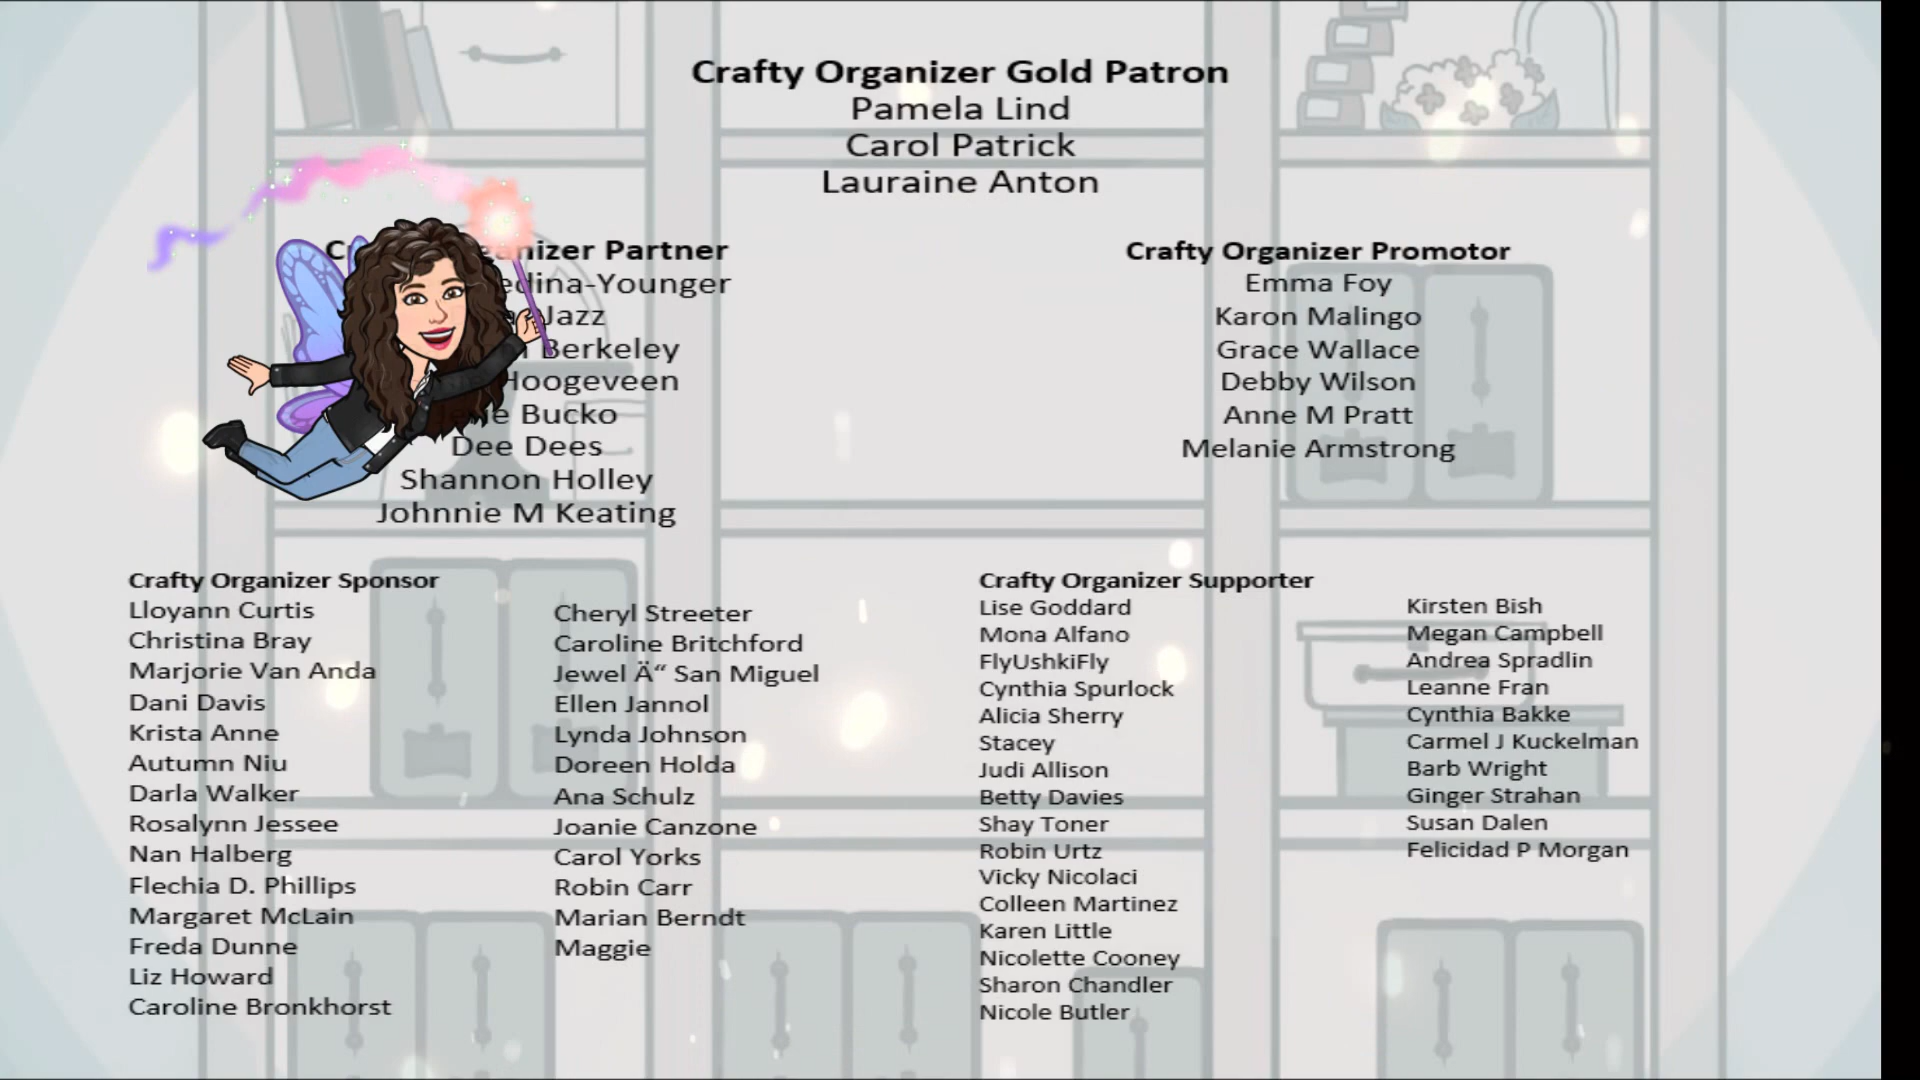 Crafty Organizer Gold Patron
Pamela Lind
Carol Patrick
Lauraine Anton
Partner
Jazz
Berkeley
Hoogeveen
Bucko
Dee Dees
Shannon Holley
Johnnie M Keating
Crafty Organizer Promotor
Emma Foy
Karon Malingo
Grace Wallace
Debby Wilson
Anne M Pratt
Melanie Armstrong
Crafty Organizer Sponsor
Lloyann Curtis
Christina Bray
Marjorie Van Anda
Dani Davis
Krista Anne
Autumn Niu
Darla Walker
Rosalynn Jessee
Nan Halberg
Flechia D. Phillips
Margaret McLain
Freda Dunne
Liz Howard
Caroline Bronkhorst
Cheryl Streeter
Caroline Britchford
Jewel Ä“ San Miguel
Ellen Jannol
Lynda Johnson
Doreen Holda
Ana Schulz
Joanie Canzone
Carol Yorks
Robin Carr
Marian Berndt
Maggie
Crafty Organizer Supporter
Lise Goddard
Mona Alfano
FlyUshkiFly
Cynthia Spurlock
Alicia Sherry
Stacey
Judi Allison
Betty Davies
Shay Toner
Robin Urtz
Vicky Nicolaci
Colleen Martinez
Karen Little
Nicolette Cooney
Sharon Chandler
Nicole Butler
Kirsten Bish
Megan Campbell
Andrea Spradlin
Leanne Fran
Cynthia Bakke
Carmel J Kuckelman
Barb Wright
Ginger Strahan
Susan Dalen
Felicidad P Morgan